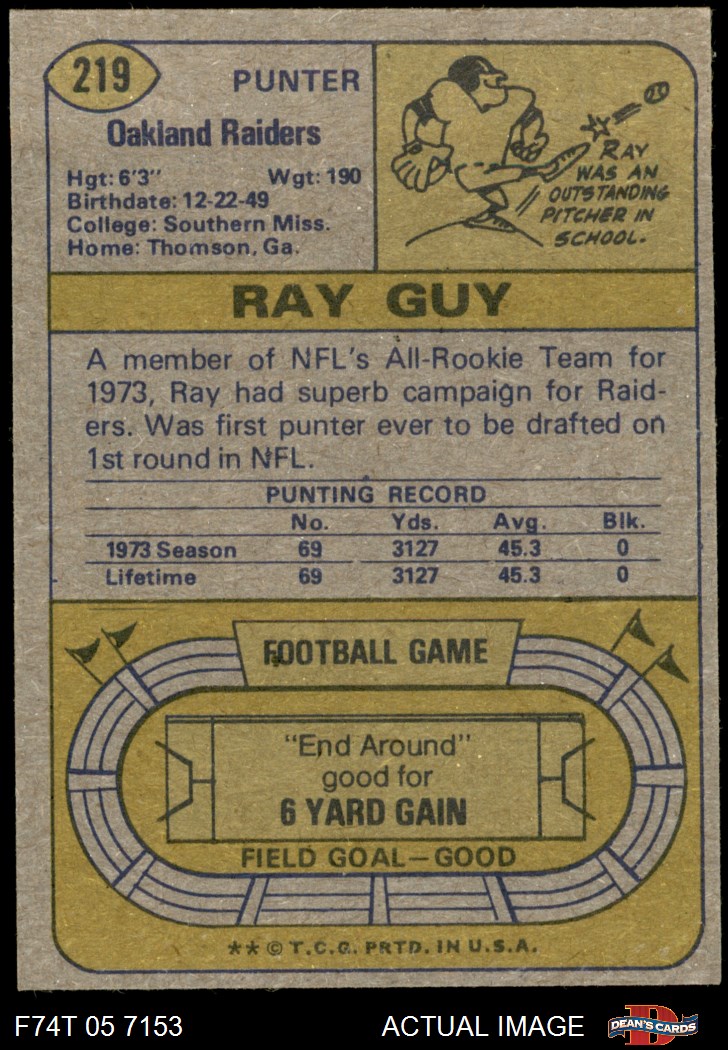 219
PUNTER
Oakland Raiders
Hgt: 6'3" Wgt: 190
Birthdate: 12-22-49
College: Southern Miss.
Home: Thomson, Ga.
RAY
WAS AN
OUTSTANDING
PITCHER IN
SCHOOL.
RAY GUY
A member of NFL's All-Rookie Team for
1973, Ray had superb campaign for Raid-
ers. Was first punter ever to be drafted on
1st round in NFL.
PUNTING RECORD
No. Yds. Avg. Blk.
1973 Season 69 3127 45.3 0
Lifetime 69 3127 45.3 0
FOOTBALL GAME
"End Around"
good for
6 YARD GAIN
FIELD GOAL—GOOD
** © T.C.G. PRTD. IN U.S.A.
F74T 05 7153 ACTUAL IMAGE D DEAN'S CARDS